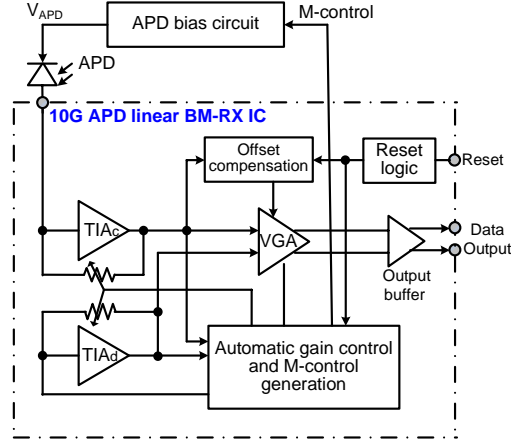 V_APD
APD bias circuit
M-control
APD
10G APD linear BM-RX IC
Offset
compensation
Reset
logic
Reset
TIAC
VGA
Data
Output
Output
buffer
TIAd
Automatic gain control
and M-control
generation